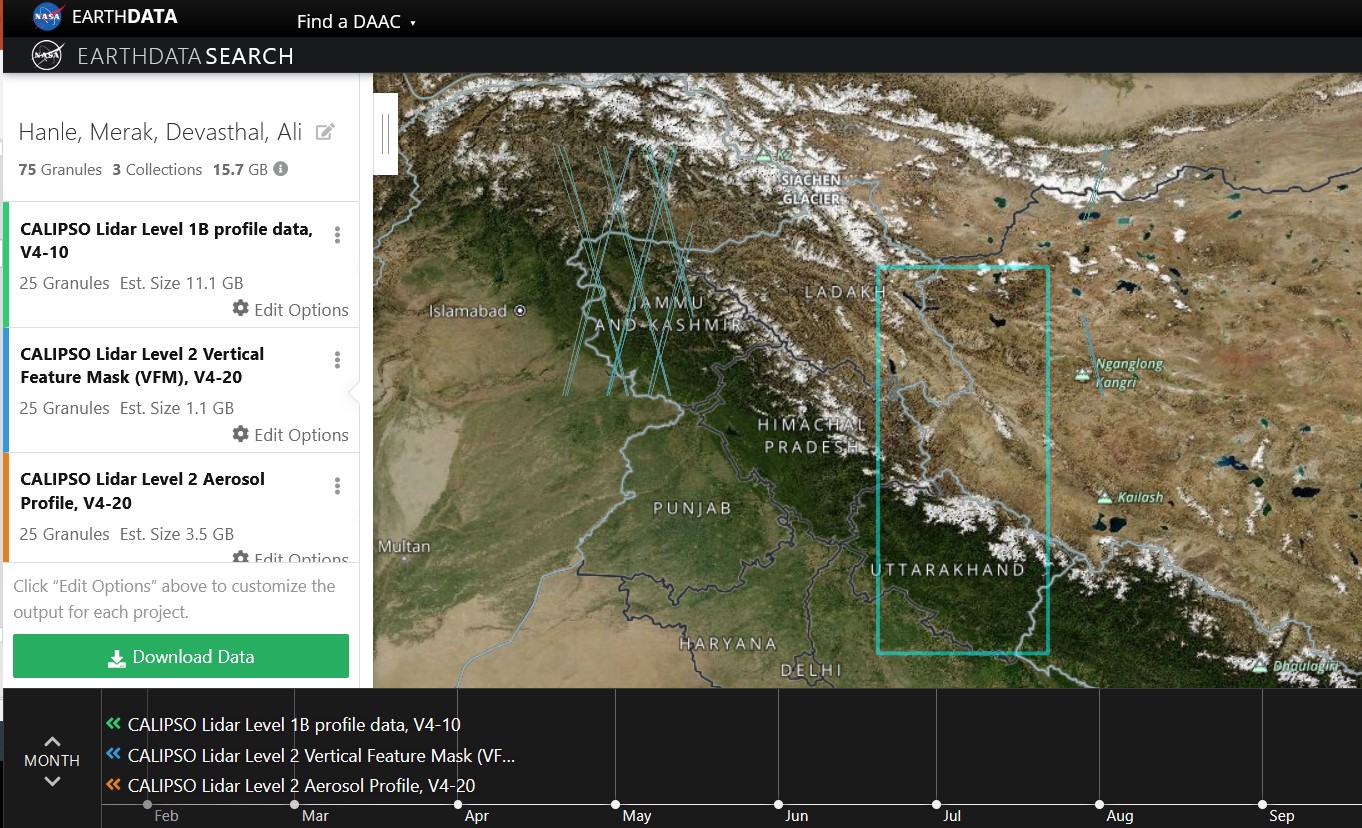 NASA EARTHDATA
Find a DAAC
NASA EARTHDATA SEARCH
Hanle, Merak, Devasthal, Ali
75 Granules 3 Collections 15.7 GB
CALIPSO Lidar Level 1B profile data,
V4-10
25 Granules Est. Size 11.1 GB
Edit Options
CALIPSO Lidar Level 2 Vertical
Feature Mask (VFM), V4-20
25 Granules Est. Size 1.1 GB
Edit Options
CALIPSO Lidar Level 2 Aerosol
Profile, V4-20
25 Granules Est. Size 3.5 GB
Edit Options
Click “Edit Options” above to customize the
output for each project.
Download Data
K2
SIACHEN
GLACIER
LADAKH
Islamabad
JAMMU
AND-KASHMIR
Nganglong
Kangri
HIMACHAL
PRADESH
Kailash
PUNJAB
Multan
UTTARAKHAND
HARYANA
DELHI
Dhaulagiri
MONTH
CALIPSO Lidar Level 1B profile data, V4-10
CALIPSO Lidar Level 2 Vertical Feature Mask (VF...
CALIPSO Lidar Level 2 Aerosol Profile, V4-20
Feb Mar Apr May Jun Jul Aug Sep